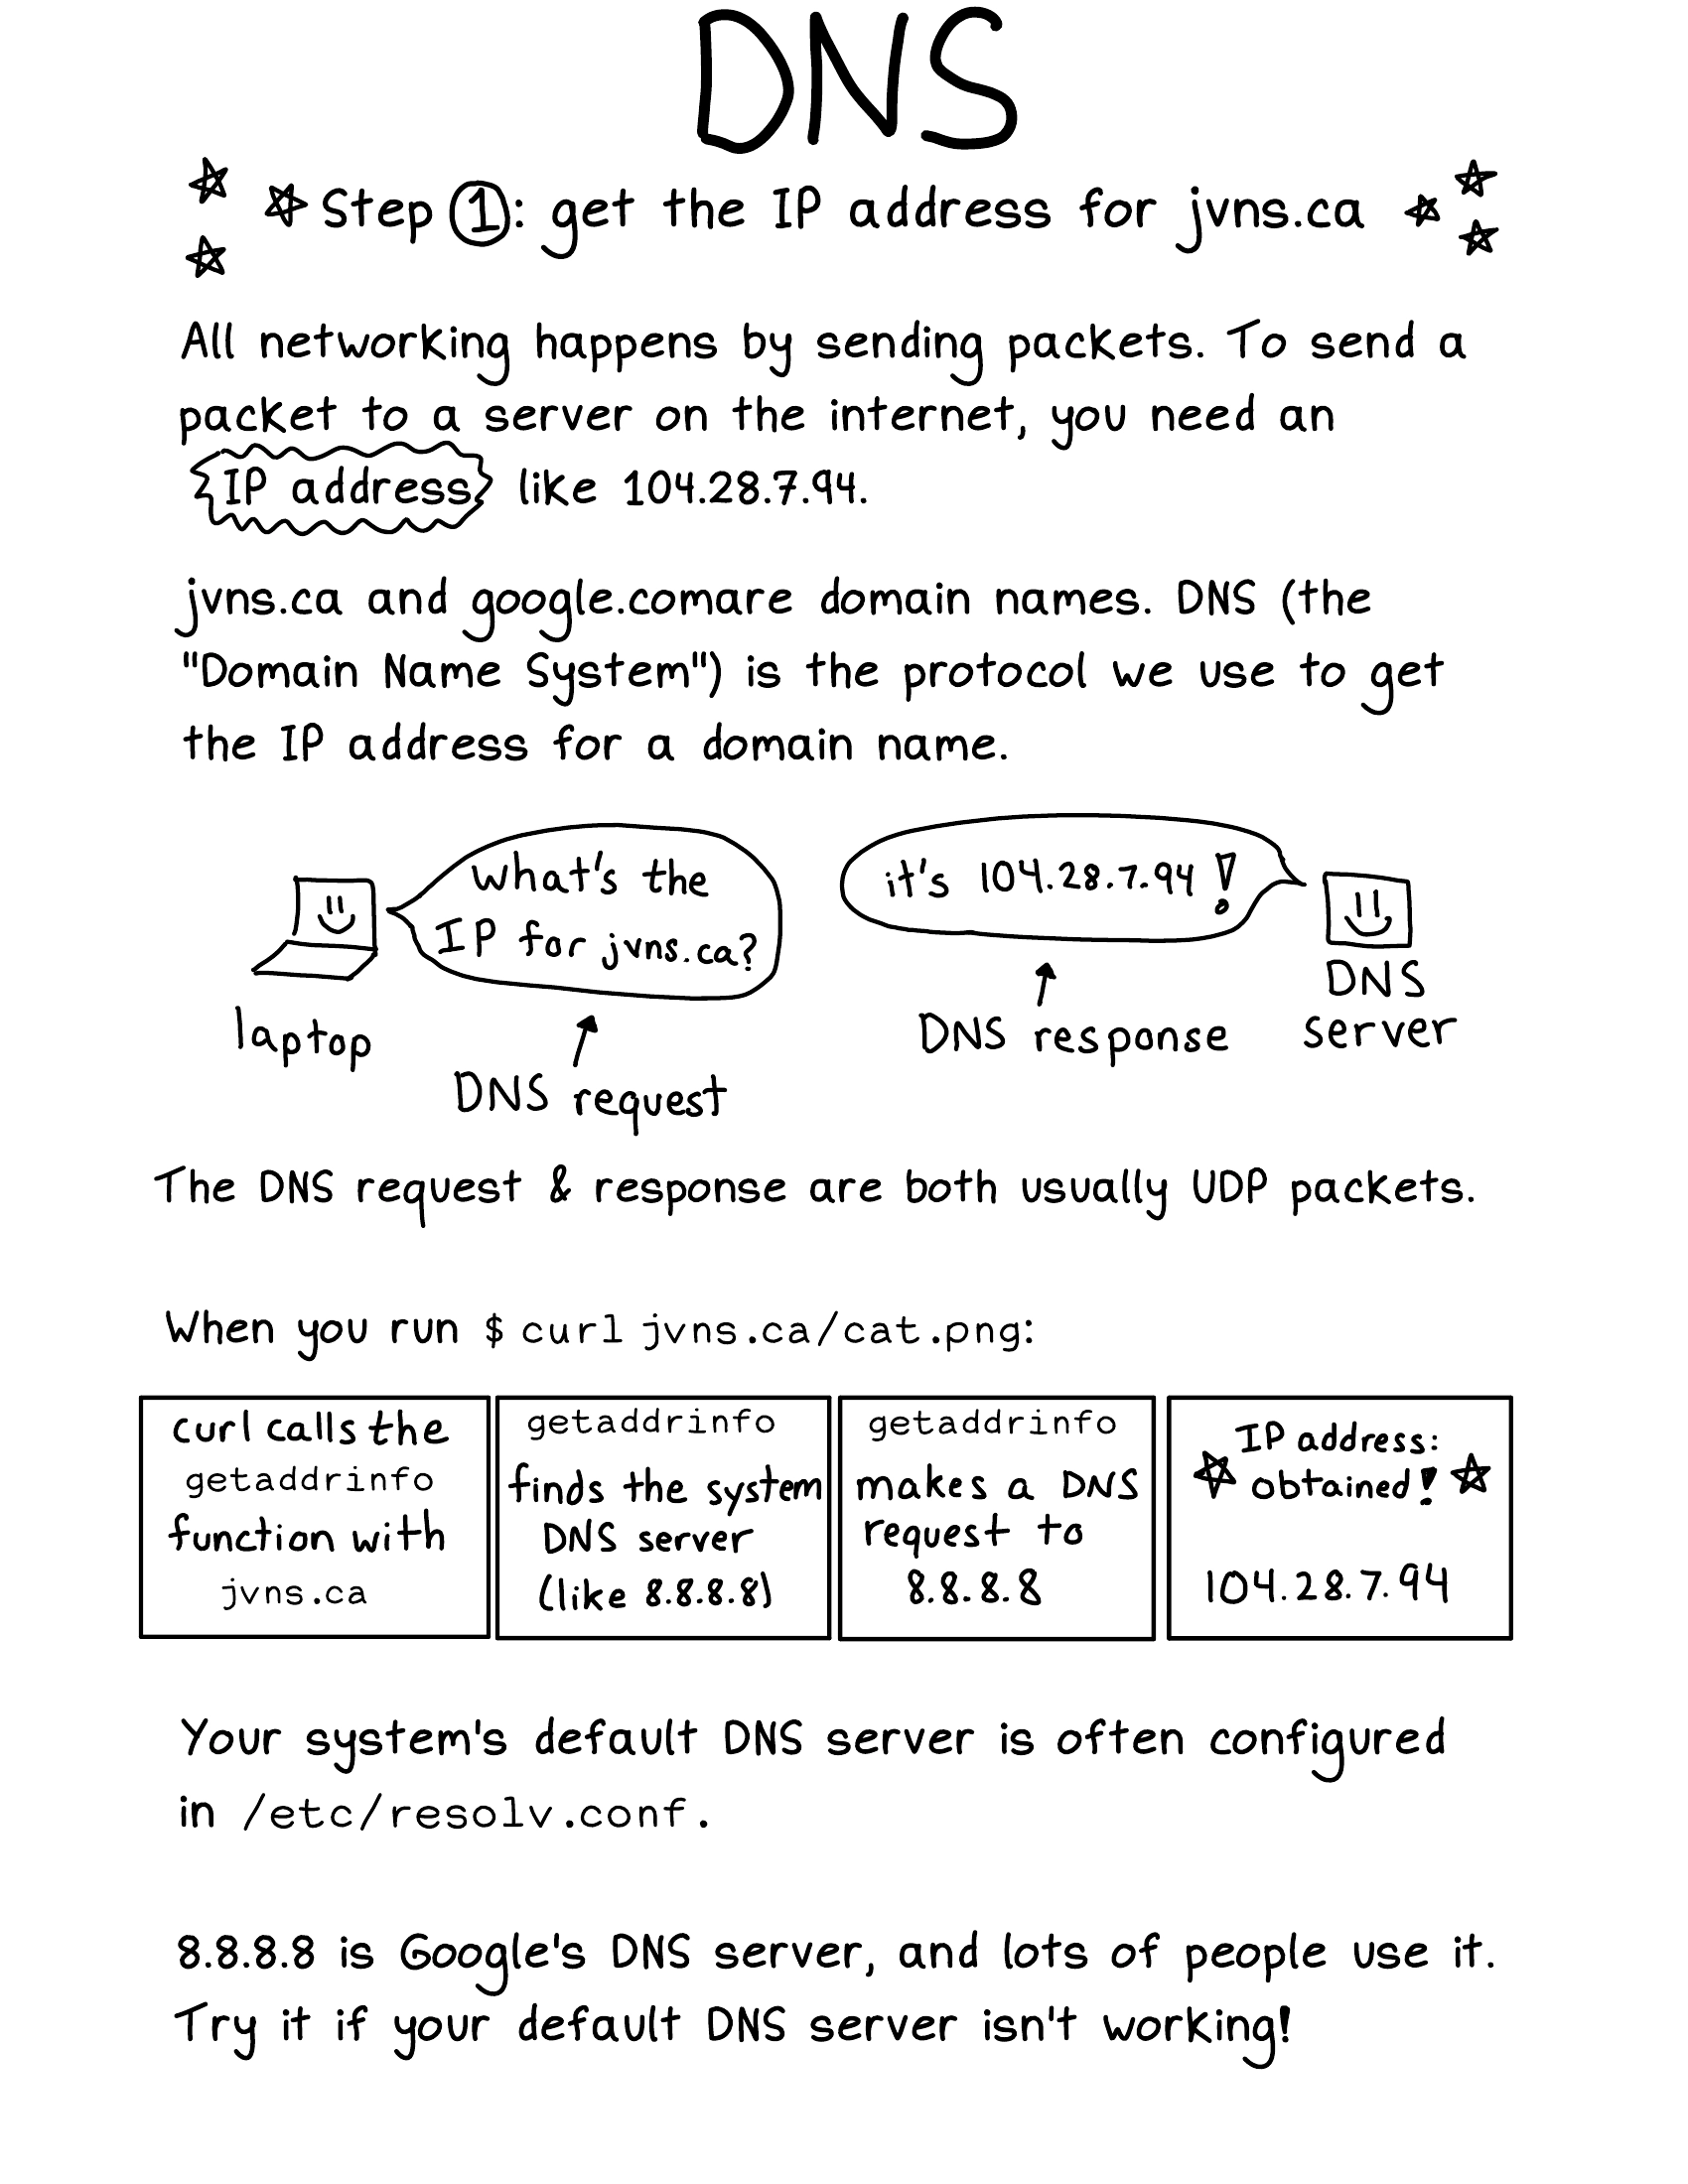 DNS
Step 1: get the IP address for jvns.ca
All networking happens by sending packets. To send a
packet to a server on the internet, you need an
IP address like 104.28.7.94.
jvns.ca and google.comare domain names. DNS (the
"Domain Name System") is the protocol we use to get
the IP address for a domain name.
what's the
IP for jvns.ca?
laptop
DNS request
it's 104.28.7.94!
DNS response
DNS
server
The DNS request & response are both usually UDP packets.
When you run $ curl jvns.ca/cat.png:
curl calls the
getaddrinfo
function with
jvns.ca
getaddrinfo
finds the system
DNS server
(like 8.8.8.8)
getaddrinfo
makes a DNS
request to
8.8.8.8
IP address:
obtained!
104.28.7.94
Your system's default DNS server is often configured
in /etc/resolv.conf.
8.8.8.8 is Google's DNS server, and lots of people use it.
Try it if your default DNS server isn't working!